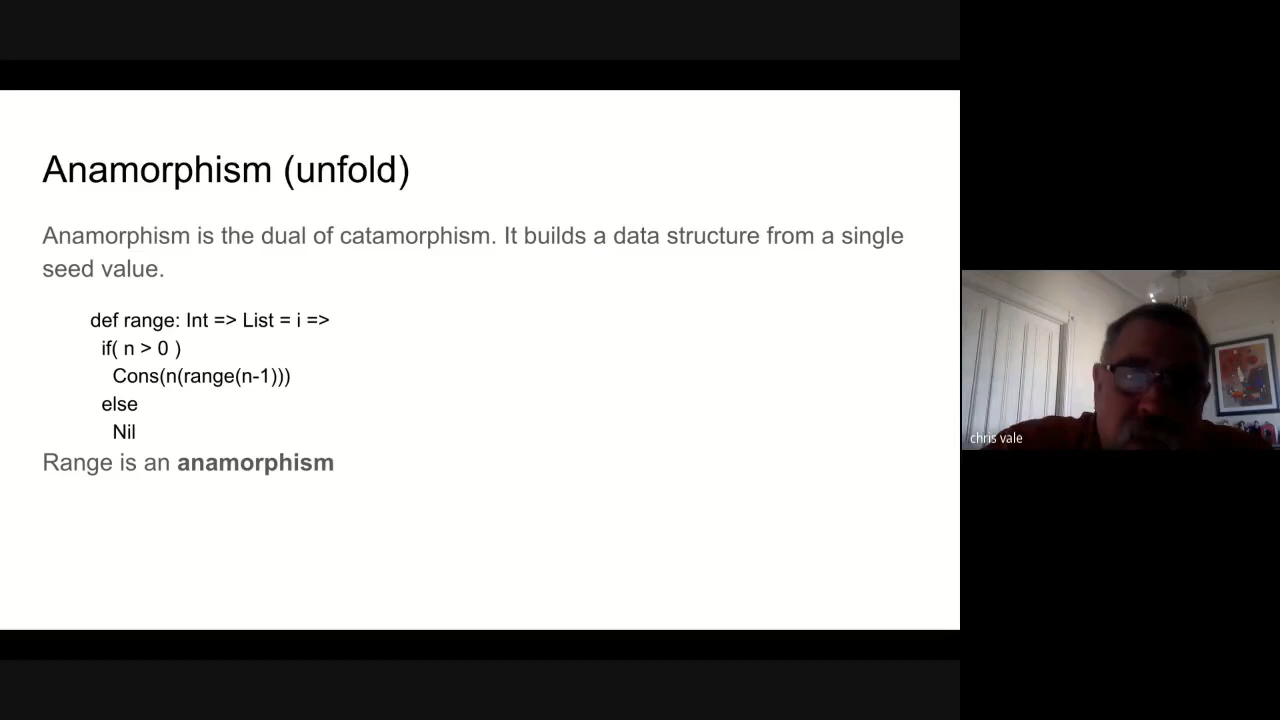 Anamorphism (unfold)
Anamorphism is the dual of catamorphism. It builds a data structure from a single
seed value.
def range: Int => List = i =>
if( n > 0 )
Cons(n(range(n-1)))
else
Nil
Range is an anamorphism
chris vale